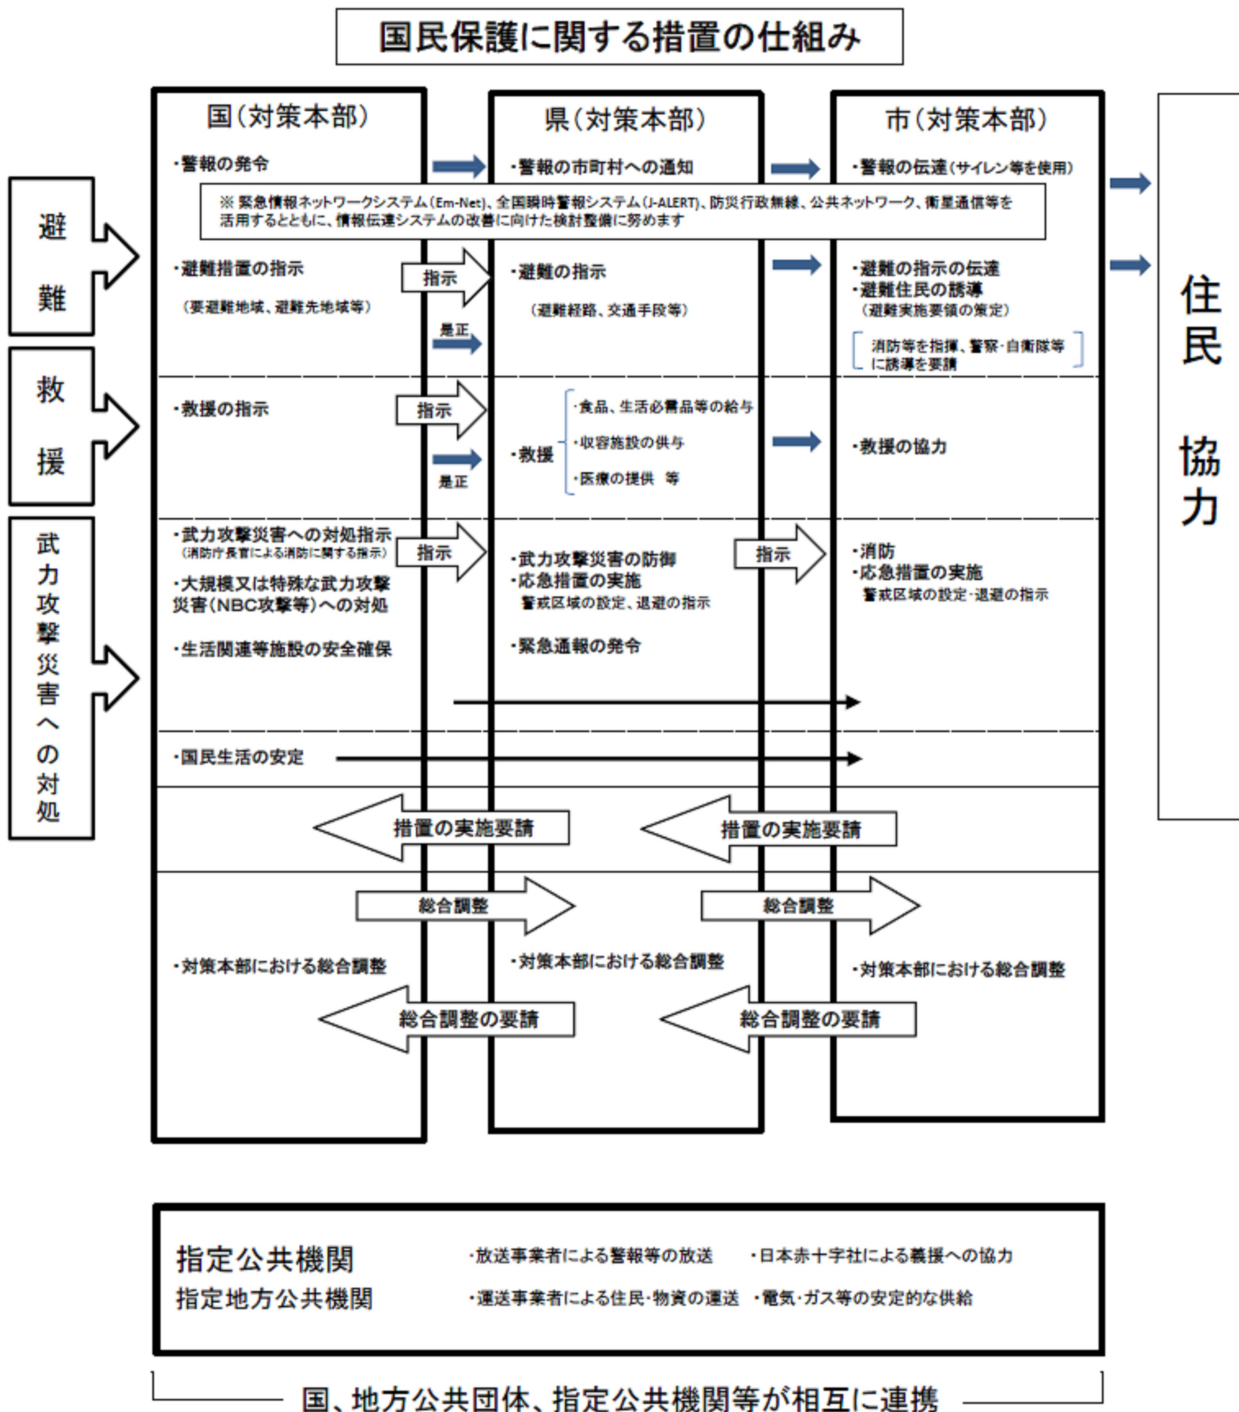 国民保護に関する措置の仕組み
国(対策本部)
県(対策本部)
市(対策本部)
避難
救援
武力攻撃災害への対処
住民 協力
・警報の発令
・警報の市町村への通知
・警報の伝達(サイレン等を使用)
※ 緊急情報ネットワークシステム(Em-Net)、全国瞬時警報システム(J-ALERT)、防災行政無線、公共ネットワーク、衛星通信等を
活用するとともに、情報伝達システムの改善に向けた検討整備に努めます
・避難措置の指示
(要避難地域、避難先地域等)
指示
是正
・避難の指示
(避難経路、交通手段等)
・避難の指示の伝達
・避難住民の誘導
(避難実施要領の策定)
消防等を指揮、警察・自衛隊等
に誘導を要請
・救援の指示
指示
是正
・救援
・食品、生活必需品等の給与
・収容施設の供与
・医療の提供 等
・救援の協力
・武力攻撃災害への対処指示
(消防庁長官による消防に関する指示)
・大規模又は特殊な武力攻撃
災害(NBC攻撃等)への対処
・生活関連等施設の安全確保
指示
・武力攻撃災害の防御
・応急措置の実施
警戒区域の設定、退避の指示
・緊急通報の発令
指示
・消防
・応急措置の実施
警戒区域の設定・退避の指示
・国民生活の安定
措置の実施要請
措置の実施要請
総合調整
総合調整
・対策本部における総合調整
・対策本部における総合調整
・対策本部における総合調整
総合調整の要請
総合調整の要請
指定公共機関
指定地方公共機関
・放送事業者による警報等の放送
・日本赤十字社による義援への協力
・運送事業者による住民・物資の運送
・電気・ガス等の安定的な供給
国、地方公共団体、指定公共機関等が相互に連携